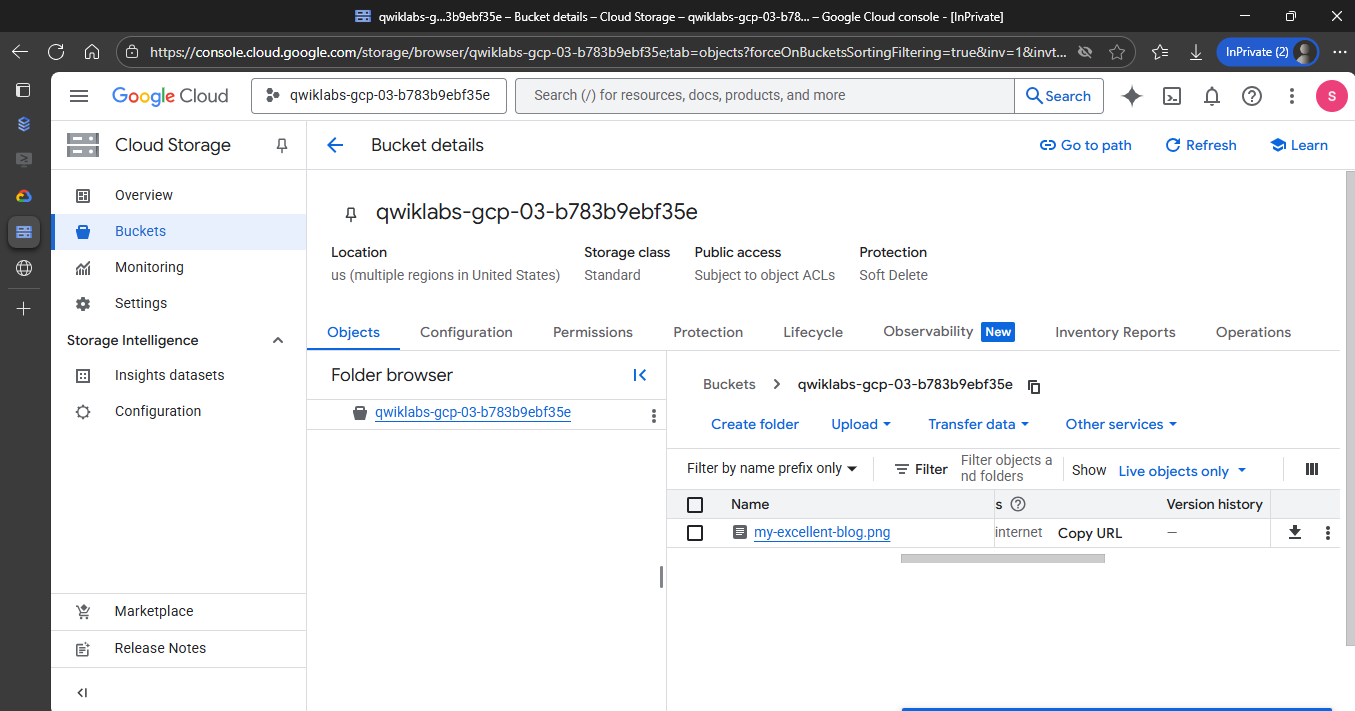 qwiklabs-g...3b9ebf35e – Bucket details – Cloud Storage – qwiklabs-gcp-03-b78... – Google Cloud console - [InPrivate]
https://console.cloud.google.com/storage/browser/qwiklabs-gcp-03-b783b9ebf35e;tab=objects?forceOnBucketsSortingFiltering=true&inv=1&invt...
InPrivate (2)
Google Cloud
qwiklabs-gcp-03-b783b9ebf35e
Search (/) for resources, docs, products, and more
Search
S
Cloud Storage
Bucket details
Go to path
Refresh
Learn
Overview
Buckets
Monitoring
Settings
Storage Intelligence
Insights datasets
Configuration
Marketplace
Release Notes
qwiklabs-gcp-03-b783b9ebf35e
Location
Storage class
Public access
Protection
us (multiple regions in United States)
Standard
Subject to object ACLs
Soft Delete
Objects
Configuration
Permissions
Protection
Lifecycle
Observability New
Inventory Reports
Operations
Folder browser
qwiklabs-gcp-03-b783b9ebf35e
Buckets
qwiklabs-gcp-03-b783b9ebf35e
Create folder
Upload
Transfer data
Other services
Filter by name prefix only
Filter
Filter objects a
nd folders
Show
Live objects only
Name
s
Version history
my-excellent-blog.png
internet
Copy URL
—